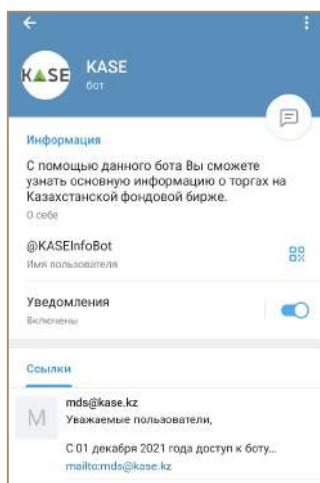 KASE
KASE
бот
Информация
С помощью данного бота Вы сможете
узнать основную информацию о торгах на
Казахстанской фондовой бирже.
О себе
@KASEInfoBot
Имя пользователя
Уведомления
Включены
Ссылки
M
mds@kase.kz
Уважаемые пользователи,
С 01 декабря 2021 года доступ к боту...
mailto:mds@kase.kz